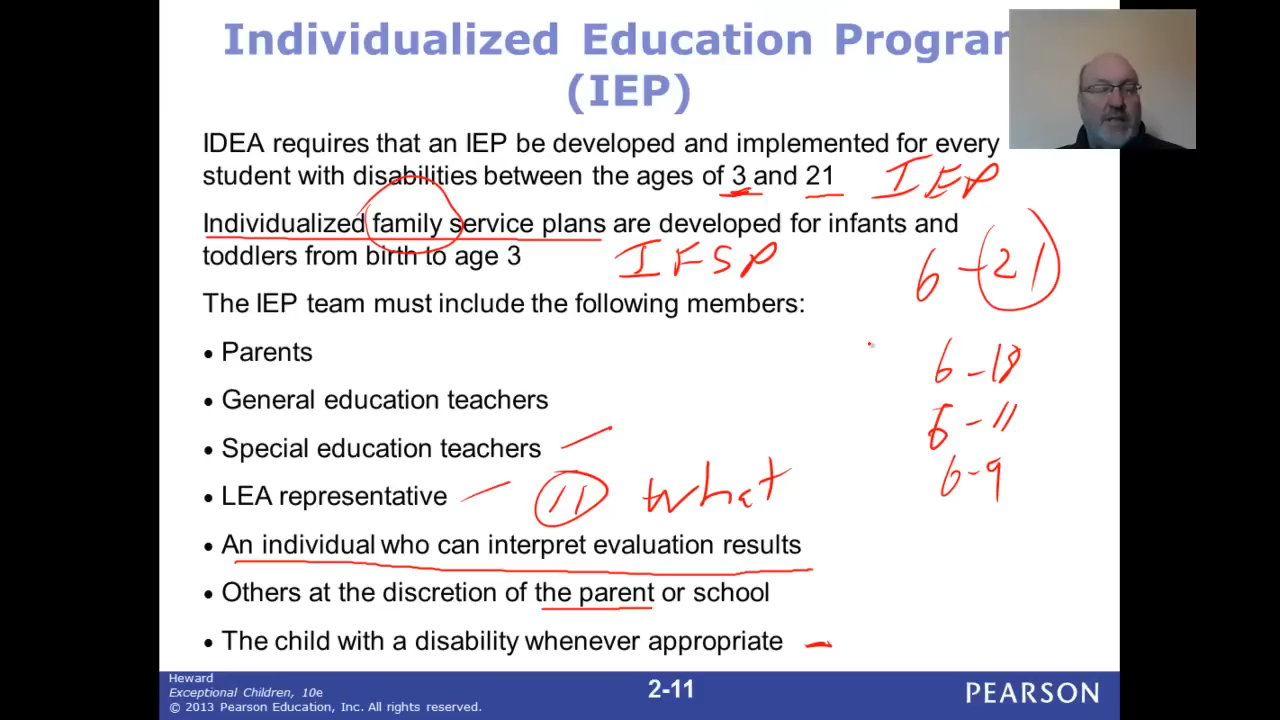 Individualized Education Program
(IEP)
IDEA requires that an IEP be developed and implemented for every
student with disabilities between the ages of 3 and 21
IEP
Individualized family service plans are developed for infants and
toddlers from birth to age 3
IFSP
6 - 21
The IEP team must include the following members:
• Parents
6 - 18
• General education teachers
6 - 11
• Special education teachers
6 - 9
• LEA representative
11 what
• An individual who can interpret evaluation results
• Others at the discretion of the parent or school
• The child with a disability whenever appropriate
Heward
Exceptional Children, 10e
© 2013 Pearson Education, Inc. All rights reserved.
2-11
PEARSON